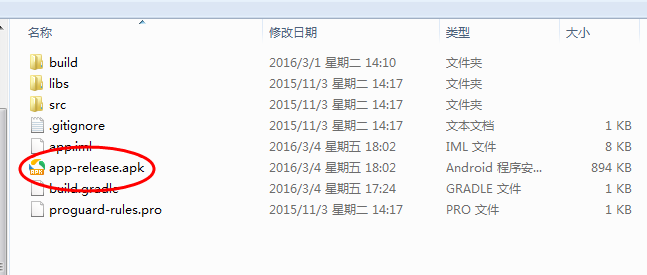 名称 修改日期 类型 大小
build 2016/3/1 星期二 14:10 文件夹
libs 2015/11/3 星期二 14:17 文件夹
src 2015/11/3 星期二 14:17 文件夹
.gitignore 2015/11/3 星期二 14:17 文本文档 1 KB
app.iml 2016/3/4 星期五 18:02 IML 文件 8 KB
app-release.apk 2016/3/4 星期五 18:02 Android 程序安... 894 KB
build.gradle 2016/3/4 星期五 17:24 GRADLE 文件 1 KB
proguard-rules.pro 2015/11/3 星期二 14:17 PRO 文件 1 KB